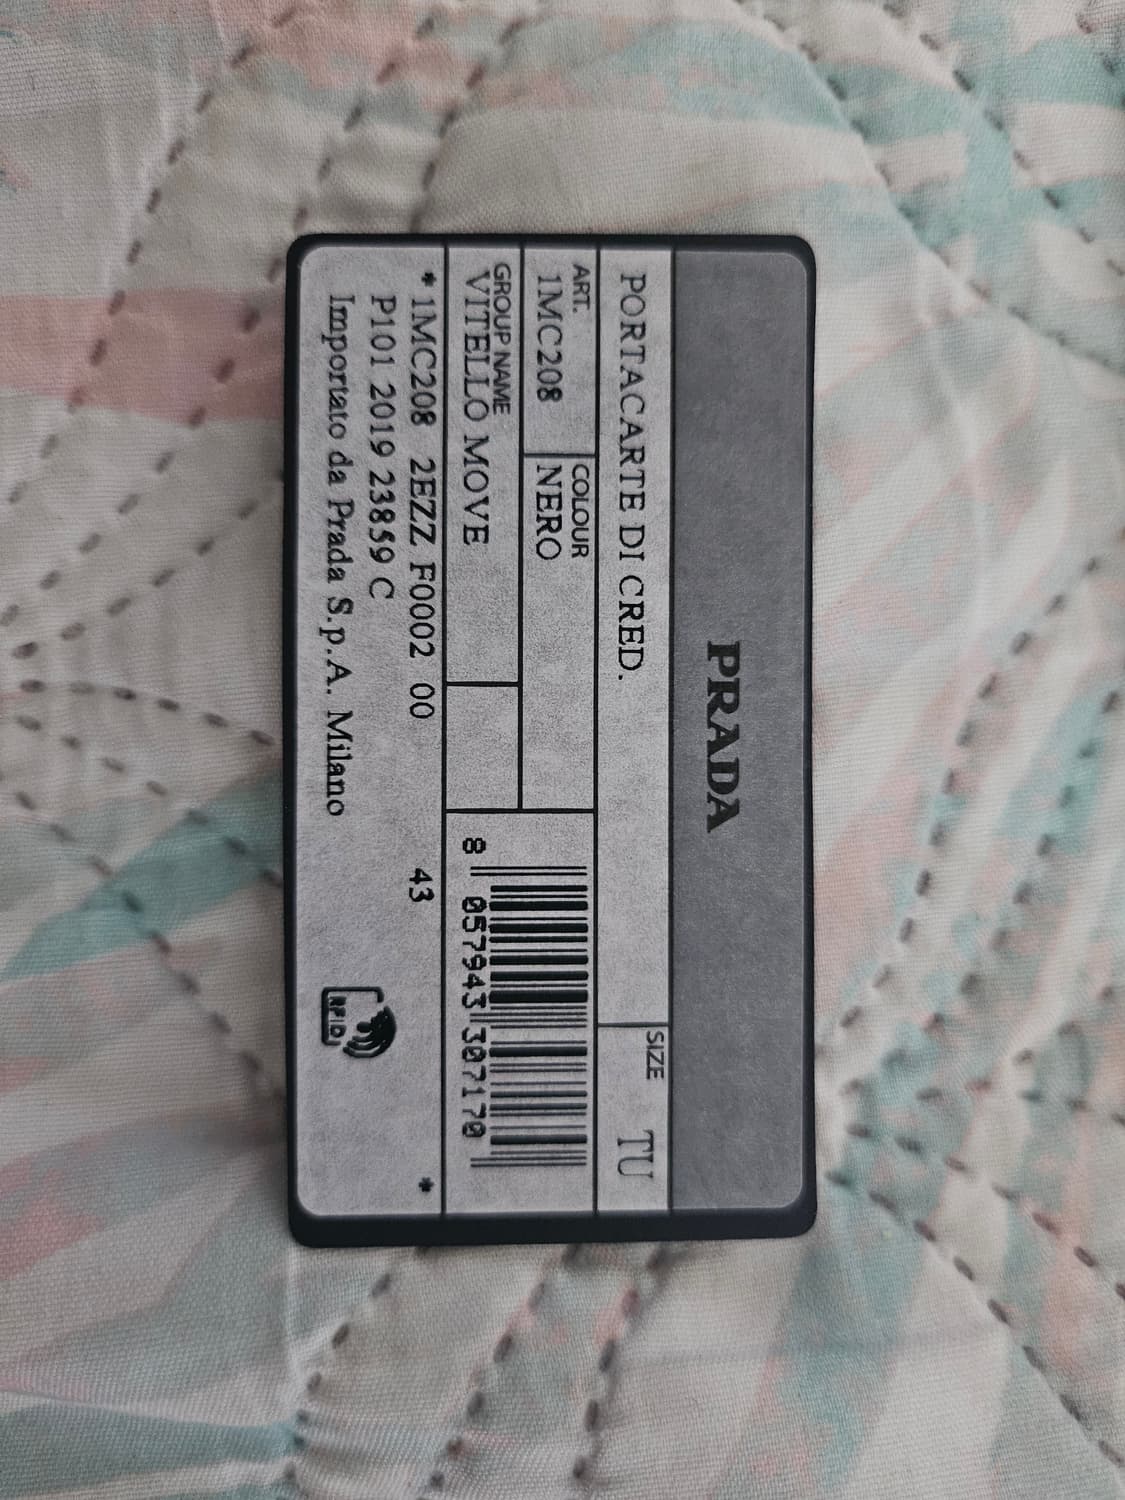 PRADA
PORTACARTE DI CRED.
SIZE
TU
ART.
1MC208
COLOUR
NERO
GROUP NAME
VITELLO MOVE
8 057943 307170
*1MC208 2EZZ F0002 00 43 *
P101 2019 23859 C
Importato da Prada S.p.A. Milano
RFID